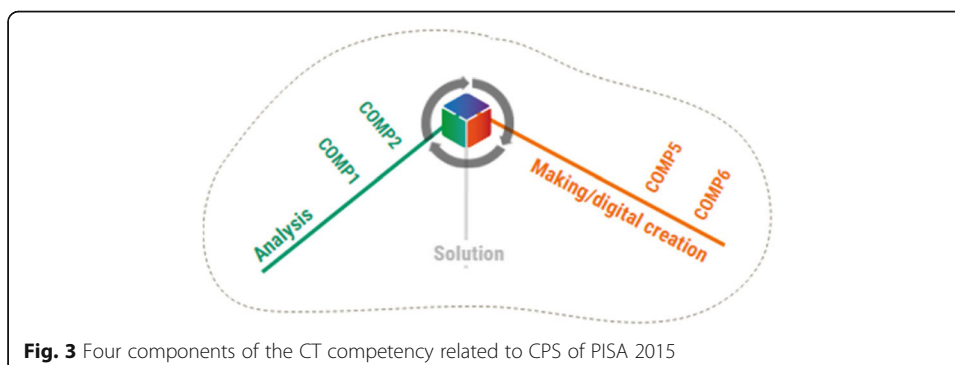 COMP2
COMP1
Analysis
Solution
COMP5
COMP6
Making/digital creation
Fig. 3 Four components of the CT competency related to CPS of PISA 2015